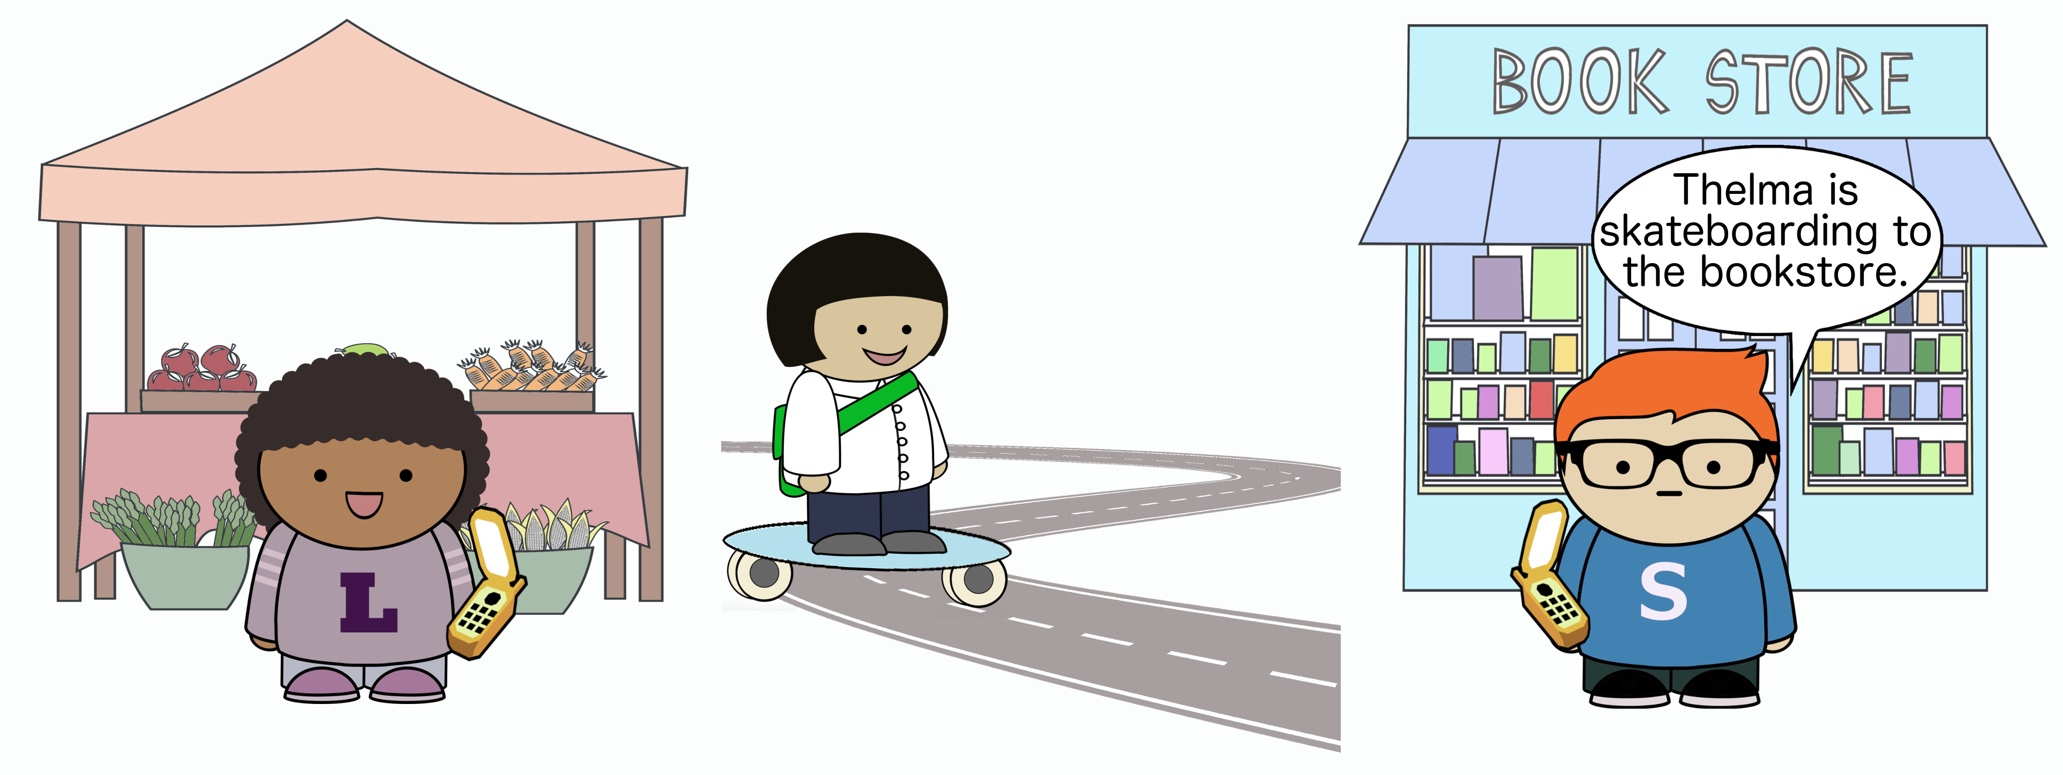 BOOK STORE
Thelma is
skateboarding to
the bookstore.
L
S